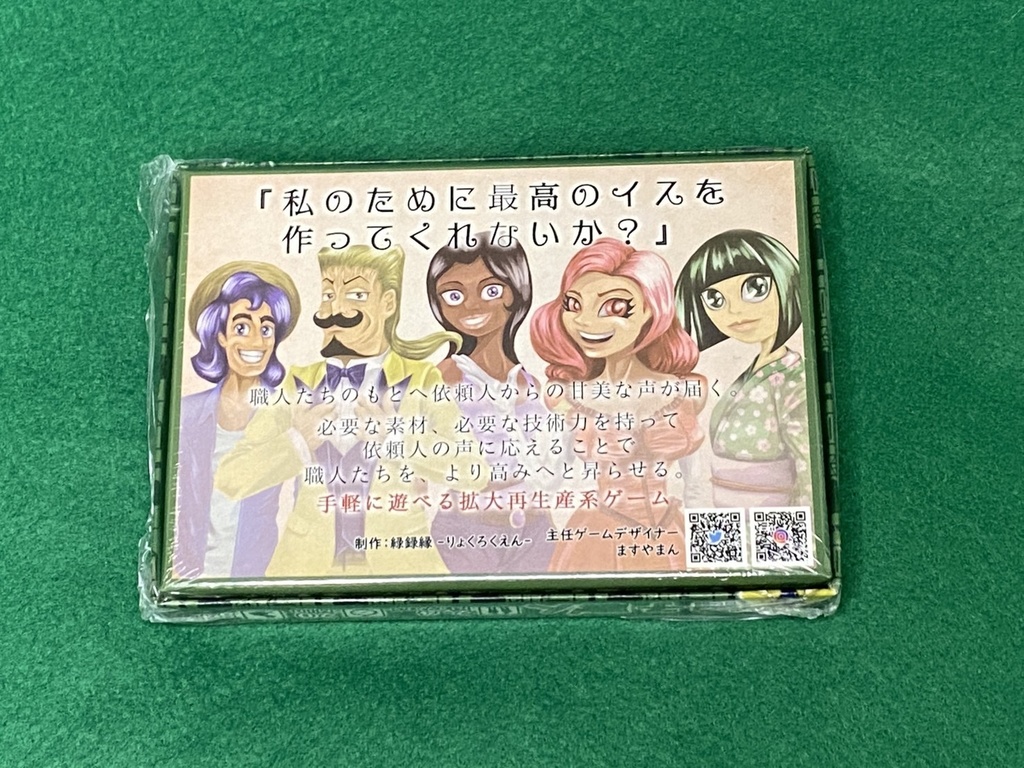 『私のために最高のイスを
作ってくれないか？』
職人たちのもとへ依頼人からの甘美な声が届く。
必要な素材、必要な技術力を持って
依頼人の声に応えることで
職人たちを、より高みへと昇らせる。
手軽に遊べる拡大再生産系ゲーム
制作：緑録縁 -りょくろくえん-
主任ゲームデザイナー
ますやまん